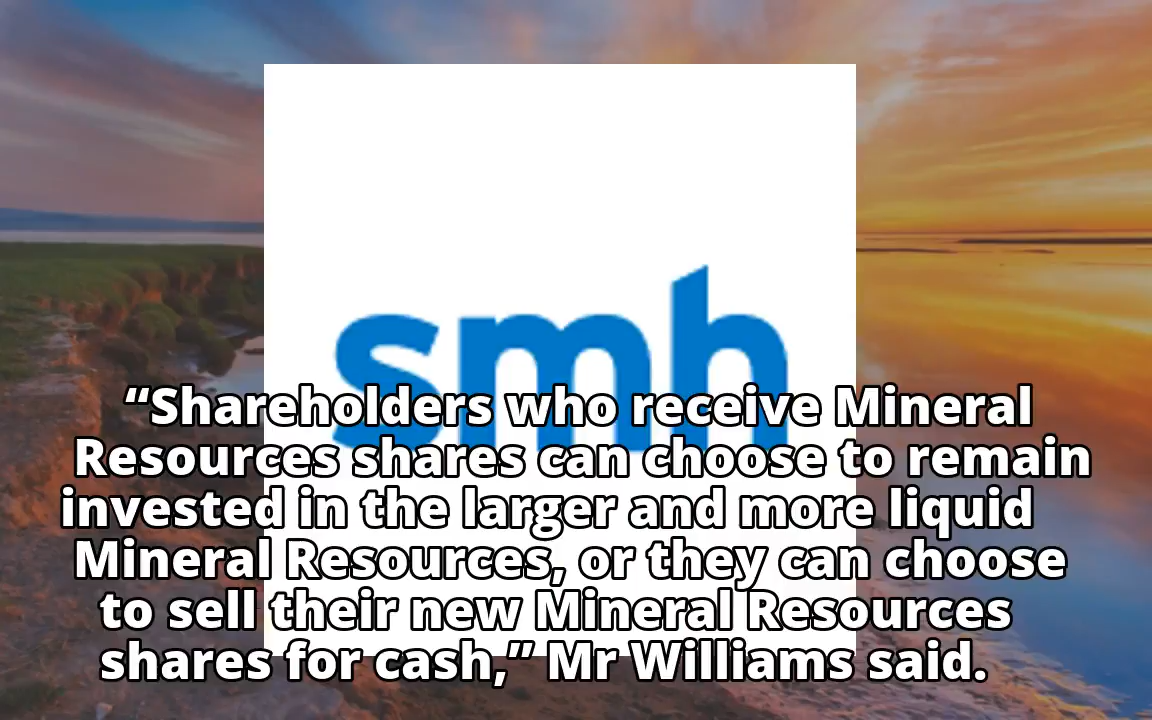 smh
“Shareholders who receive Mineral
Resources shares can choose to remain
invested in the larger and more liquid
Mineral Resources, or they can choose
to sell their new Mineral Resources
shares for cash,” Mr Williams said.